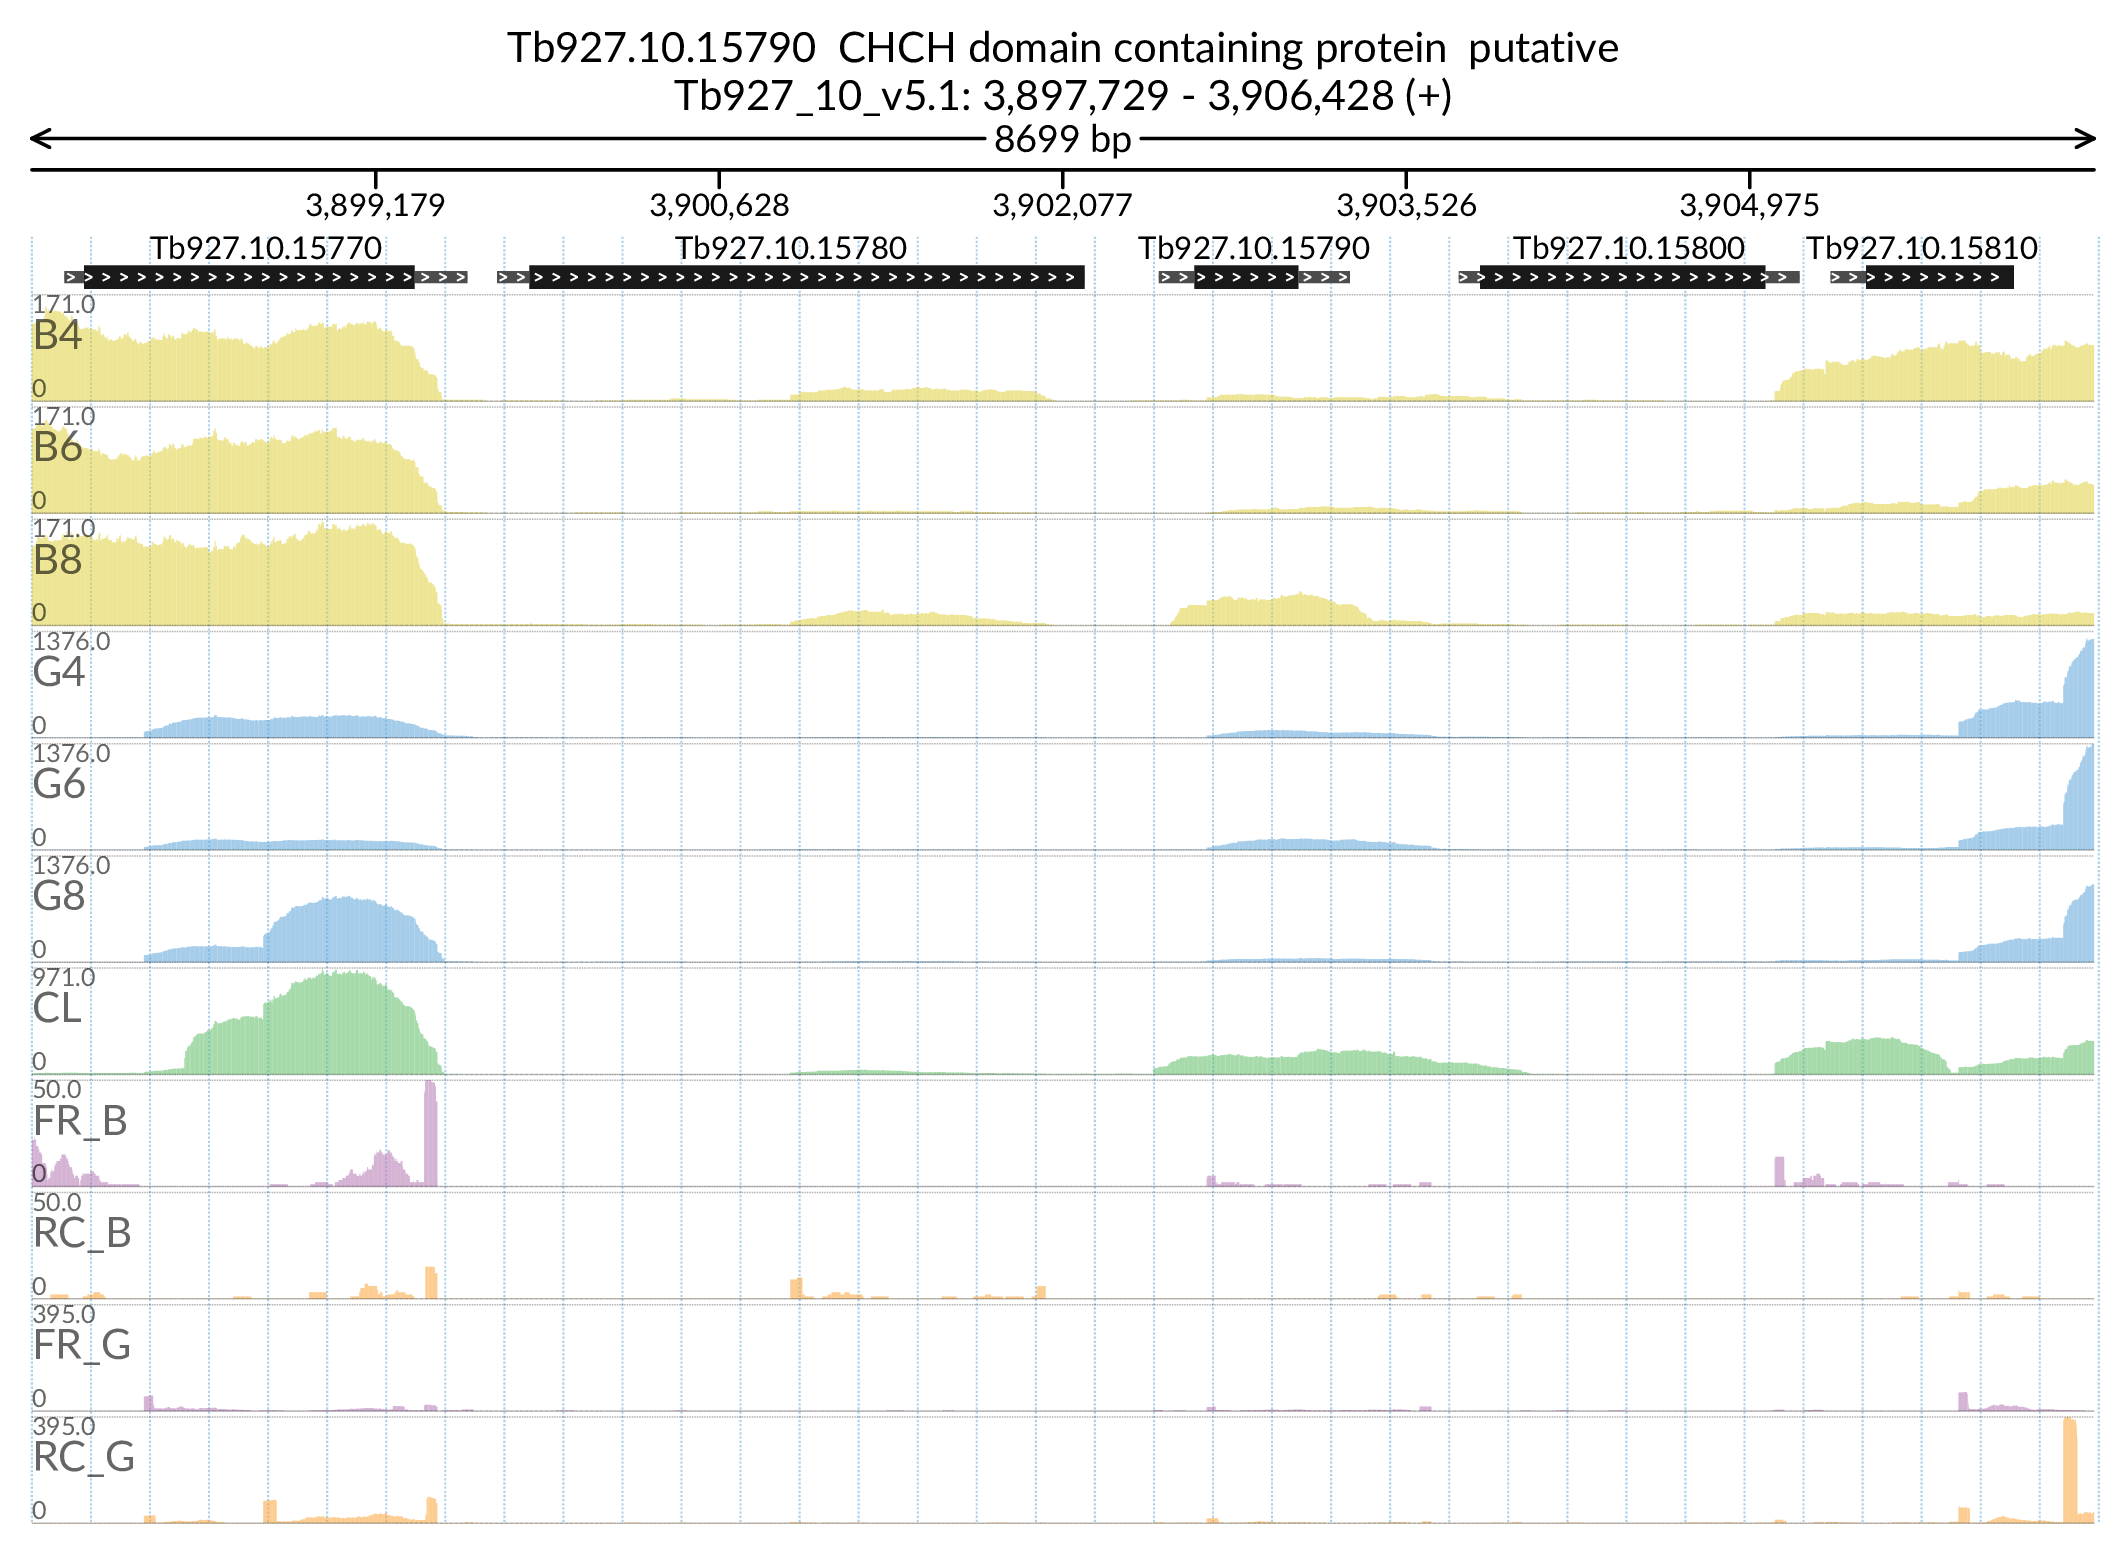 Tb927.10.15790  CHCH domain containing protein  putative
Tb927_10_v5.1: 3,897,729 - 3,906,428 (+)
8699 bp
3,899,179 3,900,628 3,902,077 3,903,526 3,904,975
Tb927.10.15770 Tb927.10.15780 Tb927.10.15790 Tb927.10.15800 Tb927.10.15810
171.0
B4
0
171.0
B6
0
171.0
B8
0
1376.0
G4
0
1376.0
G6
0
1376.0
G8
0
971.0
CL
0
50.0
FR_B
0
50.0
RC_B
0
395.0
FR_G
0
395.0
RC_G
0